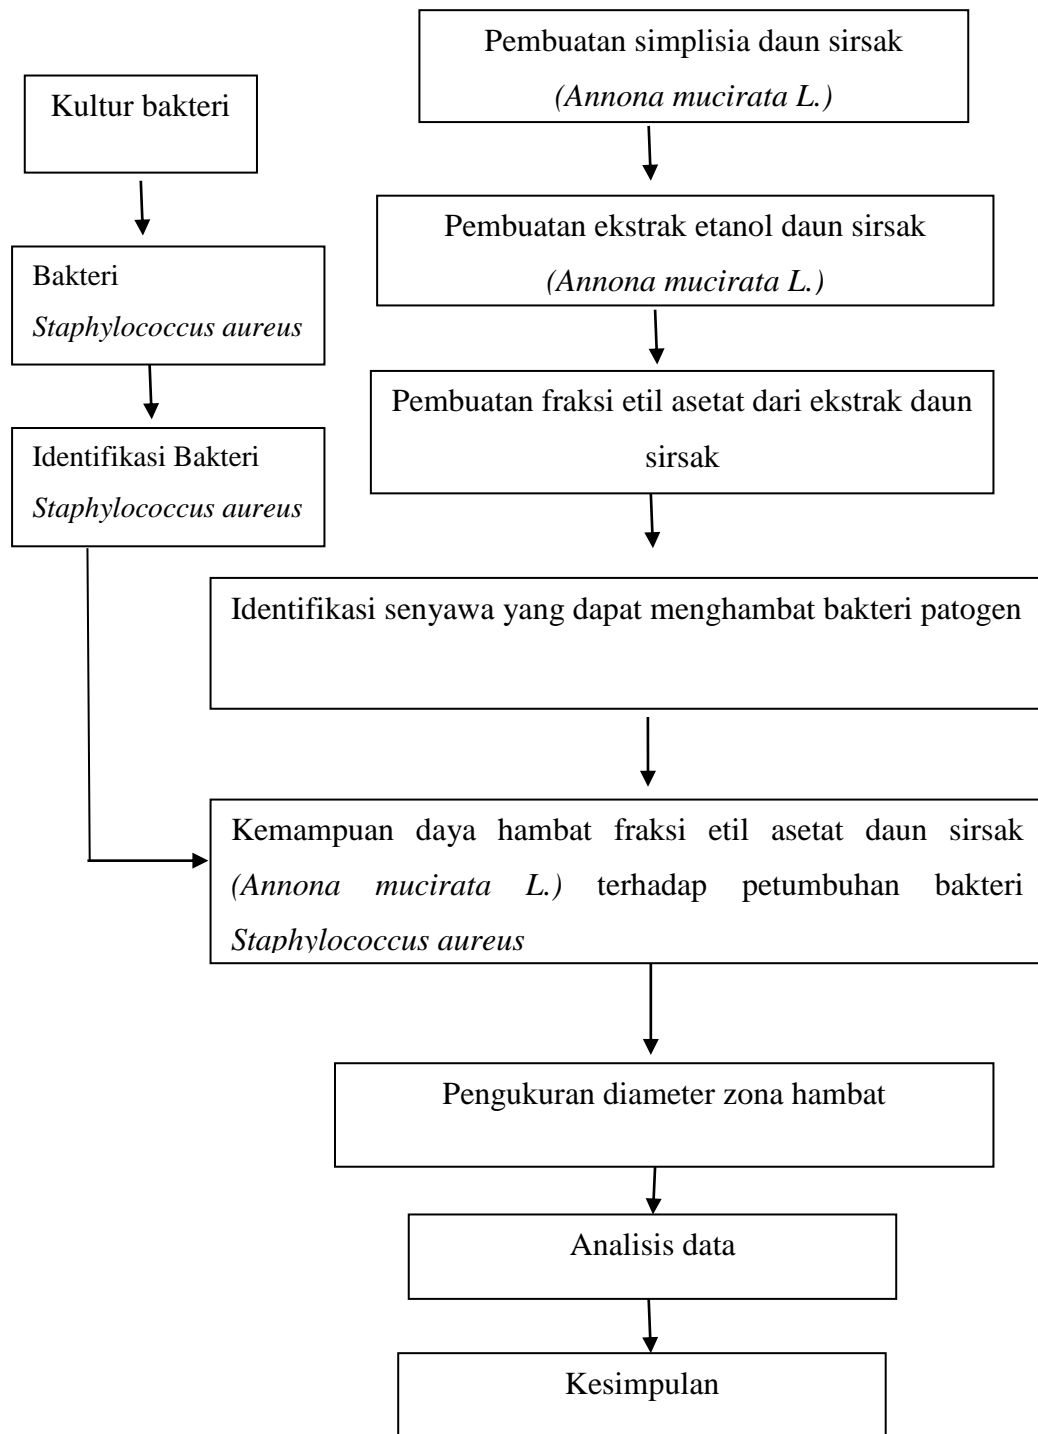 Pembuatan simplisia daun sirsak
(Annona mucirata L.)
Kultur bakteri
Pembuatan ekstrak etanol daun sirsak
(Annona mucirata L.)
Bakteri
Staphylococcus aureus
Pembuatan fraksi etil asetat dari ekstrak daun
sirsak
Identifikasi Bakteri
Staphylococcus aureus
Identifikasi senyawa yang dapat menghambat bakteri patogen
Kemampuan daya hambat fraksi etil asetat daun sirsak
(Annona mucirata L.) terhadap petumbuhan bakteri
Staphylococcus aureus
Pengukuran diameter zona hambat
Analisis data
Kesimpulan